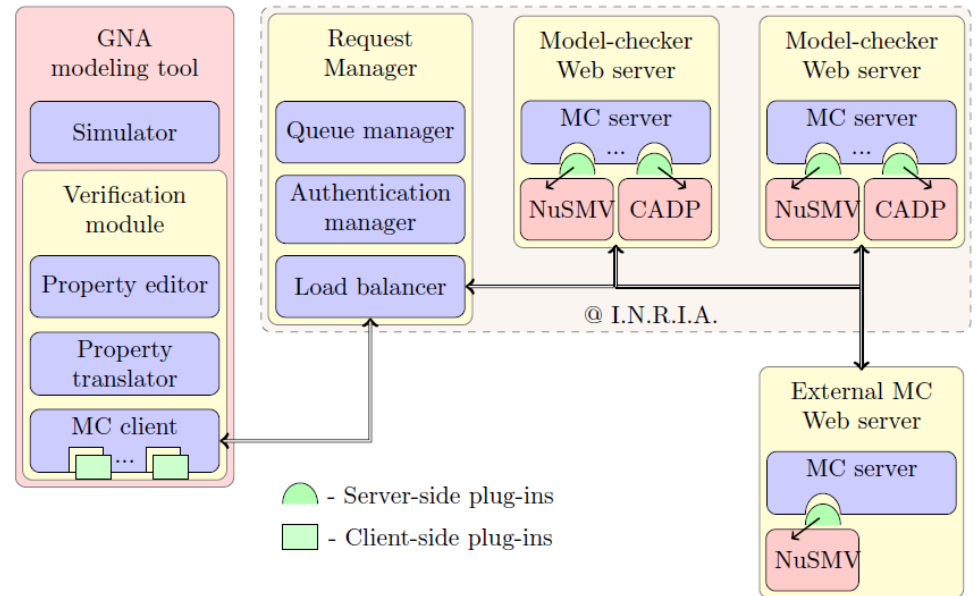 GNA
modeling tool
Simulator
Verification
module
Property editor
Property
translator
MC client
...
Request
Manager
Queue manager
Authentication
manager
Load balancer
Model-checker
Web server
MC server
...
NuSMV
CADP
Model-checker
Web server
MC server
...
NuSMV
CADP
@ I.N.R.I.A.
External MC
Web server
MC server
NuSMV
- Server-side plug-ins
- Client-side plug-ins